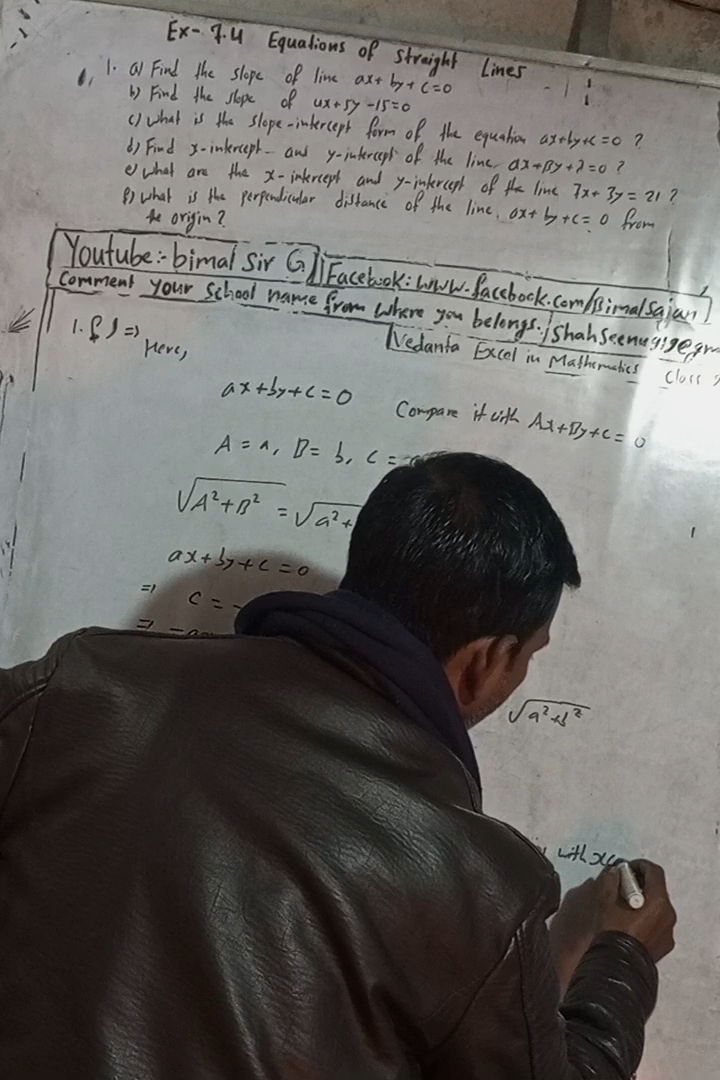 Ex- 7.4 Equations of Straight Lines
1. a) Find the slope of line ax+by+c=0
b) Find the slope of 4x+5y-15=0
c) What is the slope-intercept form of the equation ax+by+c=0 ?
d) Find x-intercept and y-intercept of the line αx+βy+λ=0 ?
e) What are the x-intercept and y-intercept of the line 7x+3y=21 ?
f) What is the perpendicular distance of the line, ax+by+c=0 from
the origin ?
Youtube:- bimal Sir G
Facebook: www.facebook.com/BimalSajan
Comment your school name from where you belongs.
Vedanta Excel in Mathematics Class
1. f) =>
Here,
ax+by+c=0 Compare it with Ax+By+C=0
A = a, B = b, C =
√A²+B² = √a²+
ax+by+c=0
=> c = -
=>
√a²+b²
with